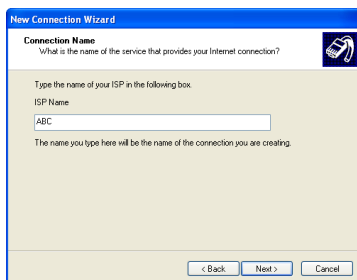 New Connection Wizard
Connection Name
What is the name of the service that provides your Internet connection?
Type the name of your ISP in the following box.
ISP Name
ABC
The name you type here will be the name of the connection you are creating.
< Back
Next >
Cancel